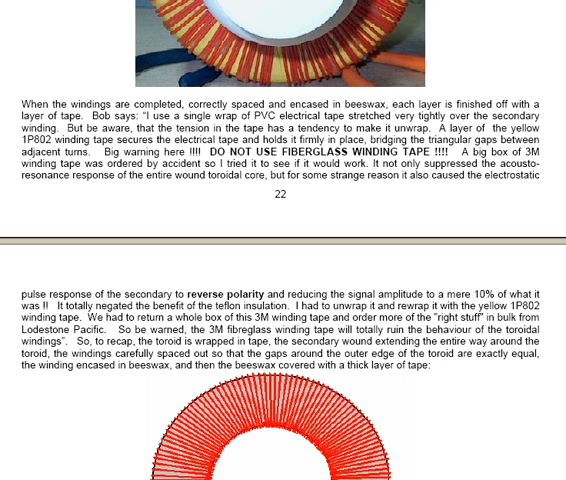 When the windings are completed, correctly spaced and encased in beeswax, each layer is finished off with a
layer of tape. Bob says: "I use a single wrap of PVC electrical tape stretched very tightly over the secondary
winding. But be aware, that the tension in the tape has a tendency to make it unwrap. A layer of the yellow
1P802 winding tape secures the electrical tape and holds it firmly in place, bridging the triangular gaps between
adjacent turns. Big warning here !!!! DO NOT USE FIBERGLASS WINDING TAPE !!!! A big box of 3M
winding tape was ordered by accident so I tried it to see if it would work. It not only suppressed the acousto-
resonance response of the entire wound toroidal core, but for some strange reason it also caused the electrostatic
22
pulse response of the secondary to reverse polarity and reducing the signal amplitude to a mere 10% of what it
was !! It totally negated the benefit of the teflon insulation. I had to unwrap it and rewrap it with the yellow 1P802
winding tape. We had to return a whole box of this 3M winding tape and order more of the "right stuff" in bulk from
Lodestone Pacific. So be warned, the 3M fibreglass winding tape will totally ruin the behaviour of the toroidal
windings". So, to recap, the toroid is wrapped in tape, the secondary wound extending the entire way around the
toroid, the windings carefully spaced out so that the gaps around the outer edge of the toroid are exactly equal,
the winding encased in beeswax, and then the beeswax covered with a thick layer of tape: